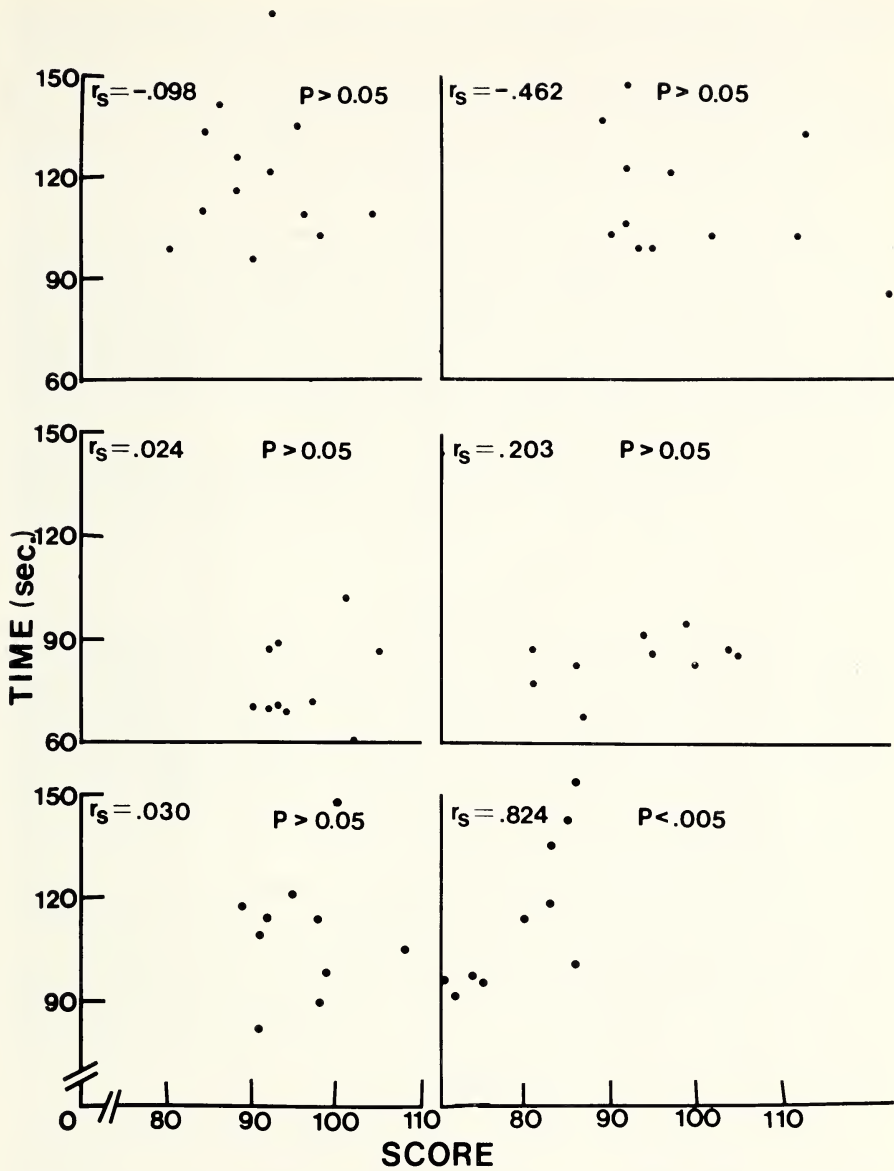 150
rS=-.098 P > 0.05
rS=-.462 P > 0.05
120
90
60
150
rS=.024 P > 0.05
rS=.203 P > 0.05
120
90
60
TIME (sec.)
150
rS=.030 P > 0.05
rS=.824 P<.005
120
90
0 80 90 100 110 80 90 100 110
SCORE